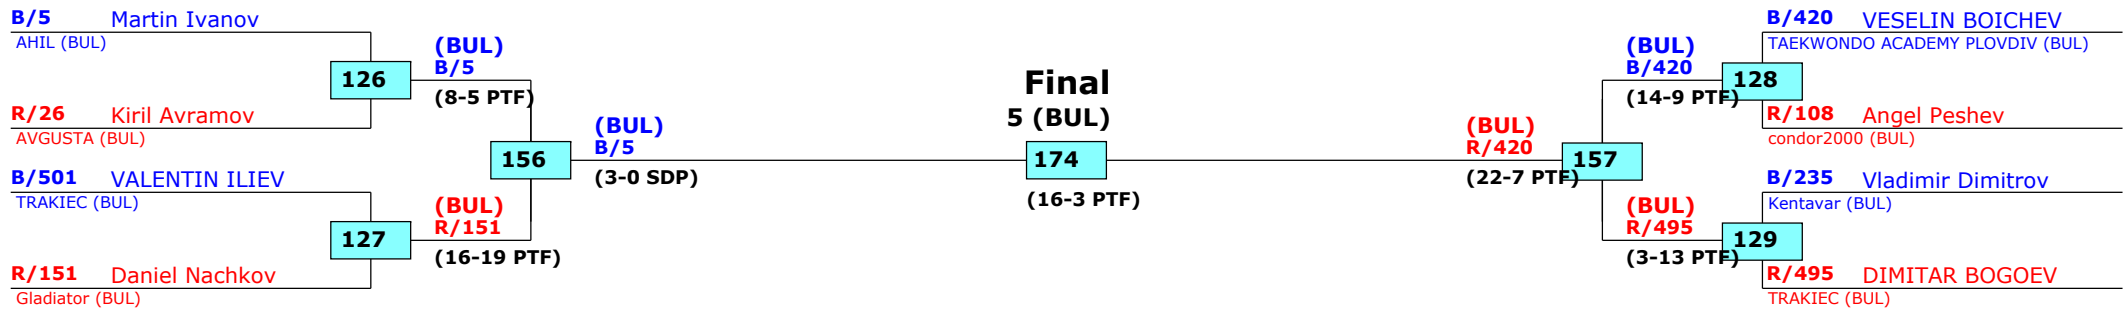 B/5 Martin Ivanov
AHIL (BUL)
126
(BUL)
B/5
(8-5 PTF)
R/26 Kiril Avramov
AVGUSTA (BUL)
156
(BUL)
B/5
(3-0 SDP)
B/501 VALENTIN ILIEV
TRAKIEC (BUL)
127
(BUL)
R/151
(16-19 PTF)
R/151 Daniel Nachkov
Gladiator (BUL)
Final
5 (BUL)
174
(16-3 PTF)
B/420 VESELIN BOICHEV
TAEKWONDO ACADEMY PLOVDIV (BUL)
(BUL)
B/420
128
(14-9 PTF)
R/108 Angel Peshev
condor2000 (BUL)
(BUL)
R/420
157
(22-7 PTF)
B/235 Vladimir Dimitrov
Kentavar (BUL)
(BUL)
R/495
129
(3-13 PTF)
R/495 DIMITAR BOGOEV
TRAKIEC (BUL)